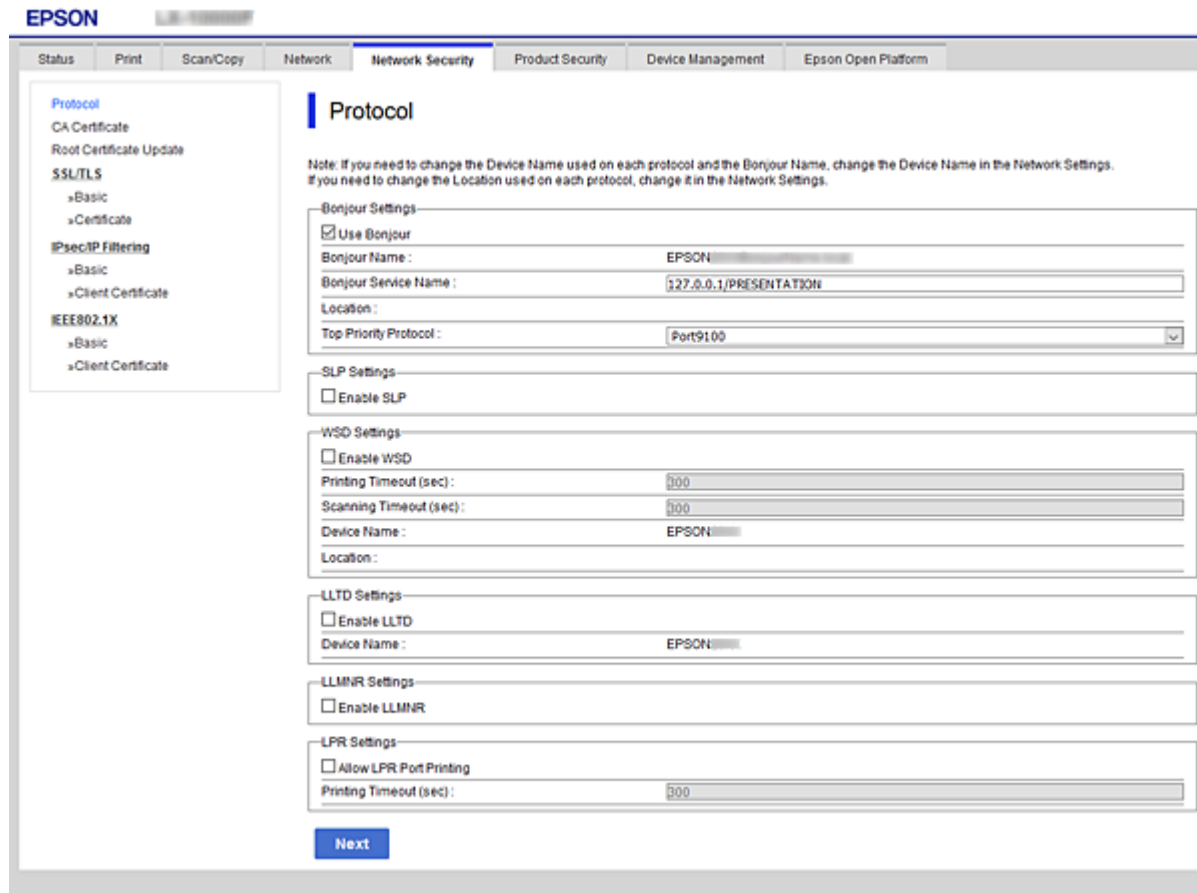 EPSON
Status Print Scan/Copy Network Network Security Product Security Device Management Epson Open Platform
Protocol
CA Certificate
Root Certificate Update
SSL/TLS
»Basic
»Certificate
IPsec/IP Filtering
»Basic
»Client Certificate
IEEE802.1X
»Basic
»Client Certificate
Protocol
Note: If you need to change the Device Name used on each protocol and the Bonjour Name, change the Device Name in the Network Settings.
If you need to change the Location used on each protocol, change it in the Network Settings.
Bonjour Settings
Use Bonjour
Bonjour Name : EPSON
Bonjour Service Name : 127.0.0.1/PRESENTATION
Location :
Top Priority Protocol : Port9100
SLP Settings
Enable SLP
WSD Settings
Enable WSD
Printing Timeout (sec) : 300
Scanning Timeout (sec) : 300
Device Name : EPSON
Location :
LLTD Settings
Enable LLTD
Device Name : EPSON
LLMNR Settings
Enable LLMNR
LPR Settings
Allow LPR Port Printing
Printing Timeout (sec) : 300
Next